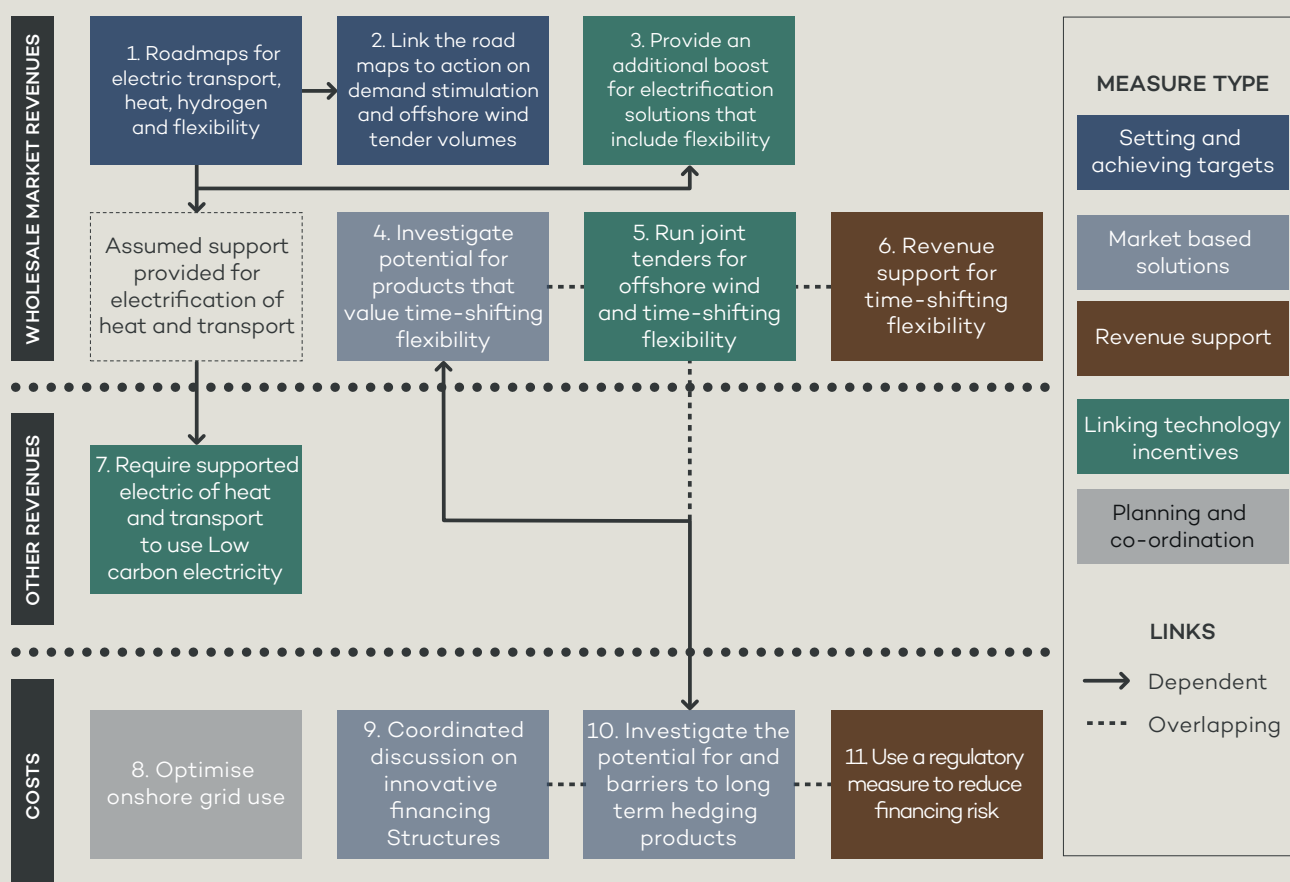 WHOLESALE MARKET REVENUES
1. Roadmaps for
electric transport,
heat, hydrogen
and flexibility
2. Link the road
maps to action on
demand stimulation
and offshore wind
tender volumes
3. Provide an
additional boost
for electrification
solutions that
include flexibility
Assumed support
provided for
electrification of
heat and transport
4. Investigate
potential for
products that
value time-shifting
flexibility
5. Run joint
tenders for
offshore wind
and time-shifting
flexibility
6. Revenue
support for
time-shifting
flexibility
OTHER REVENUES
7. Require supported
electric of heat
and transport
to use Low
carbon electricity
COSTS
8. Optimise
onshore grid use
9. Coordinated
discussion on
innovative
financing
Structures
10. Investigate the
potential for and
barriers to long
term hedging
products
11. Use a regulatory
measure to reduce
financing risk
MEASURE TYPE
Setting and
achieving targets
Market based
solutions
Revenue support
Linking technology
incentives
Planning and
co-ordination
LINKS
Dependent
Overlapping